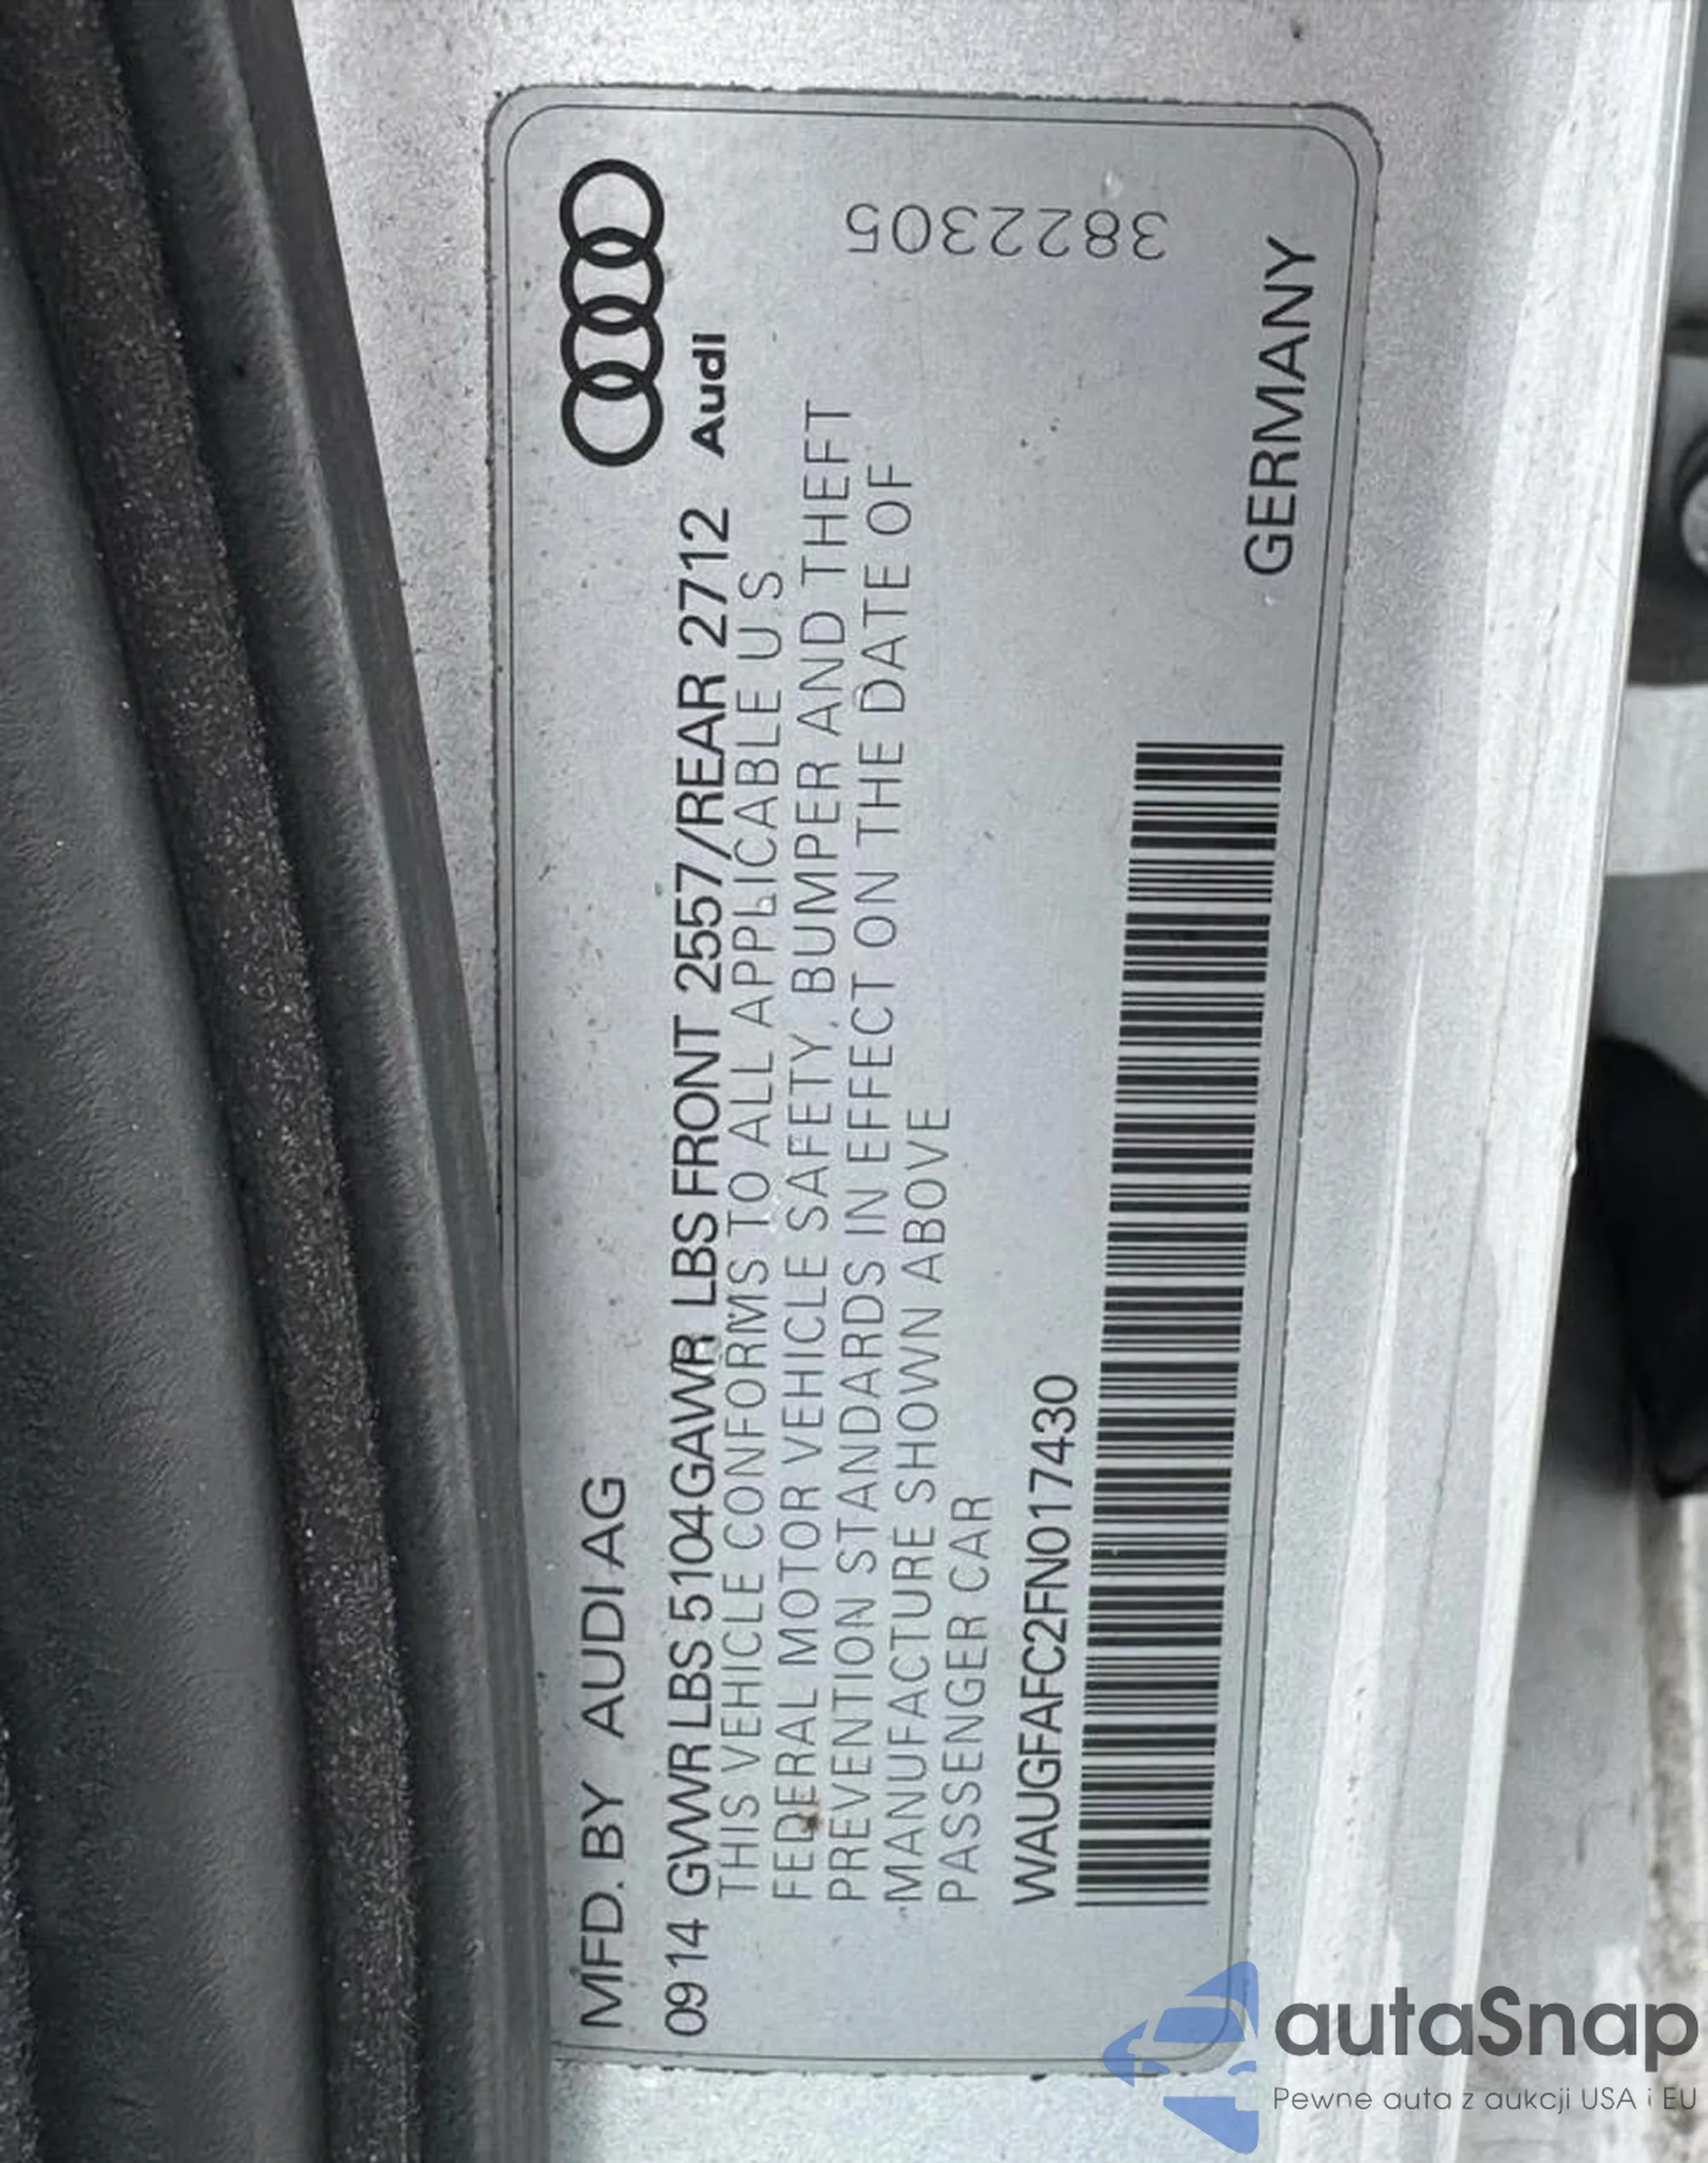 MFD. BY AUDI AG
0914 GVWR LBS 5104GAWR LBS FRONT 2557/REAR 2712
Audi
THIS VEHICLE CONFORMS TO ALL APPLICABLE U.S
FEDERAL MOTOR VEHICLE SAFETY, BUMPER AND THEFT
PREVENTION STANDARDS IN EFFECT ON THE DATE OF
MANUFACTURE SHOWN ABOVE
PASSENGER CAR
3822305
WAUGFAFC2FN017430
GERMANY
autaSnap
Pewne auta z aukcji USA i EU